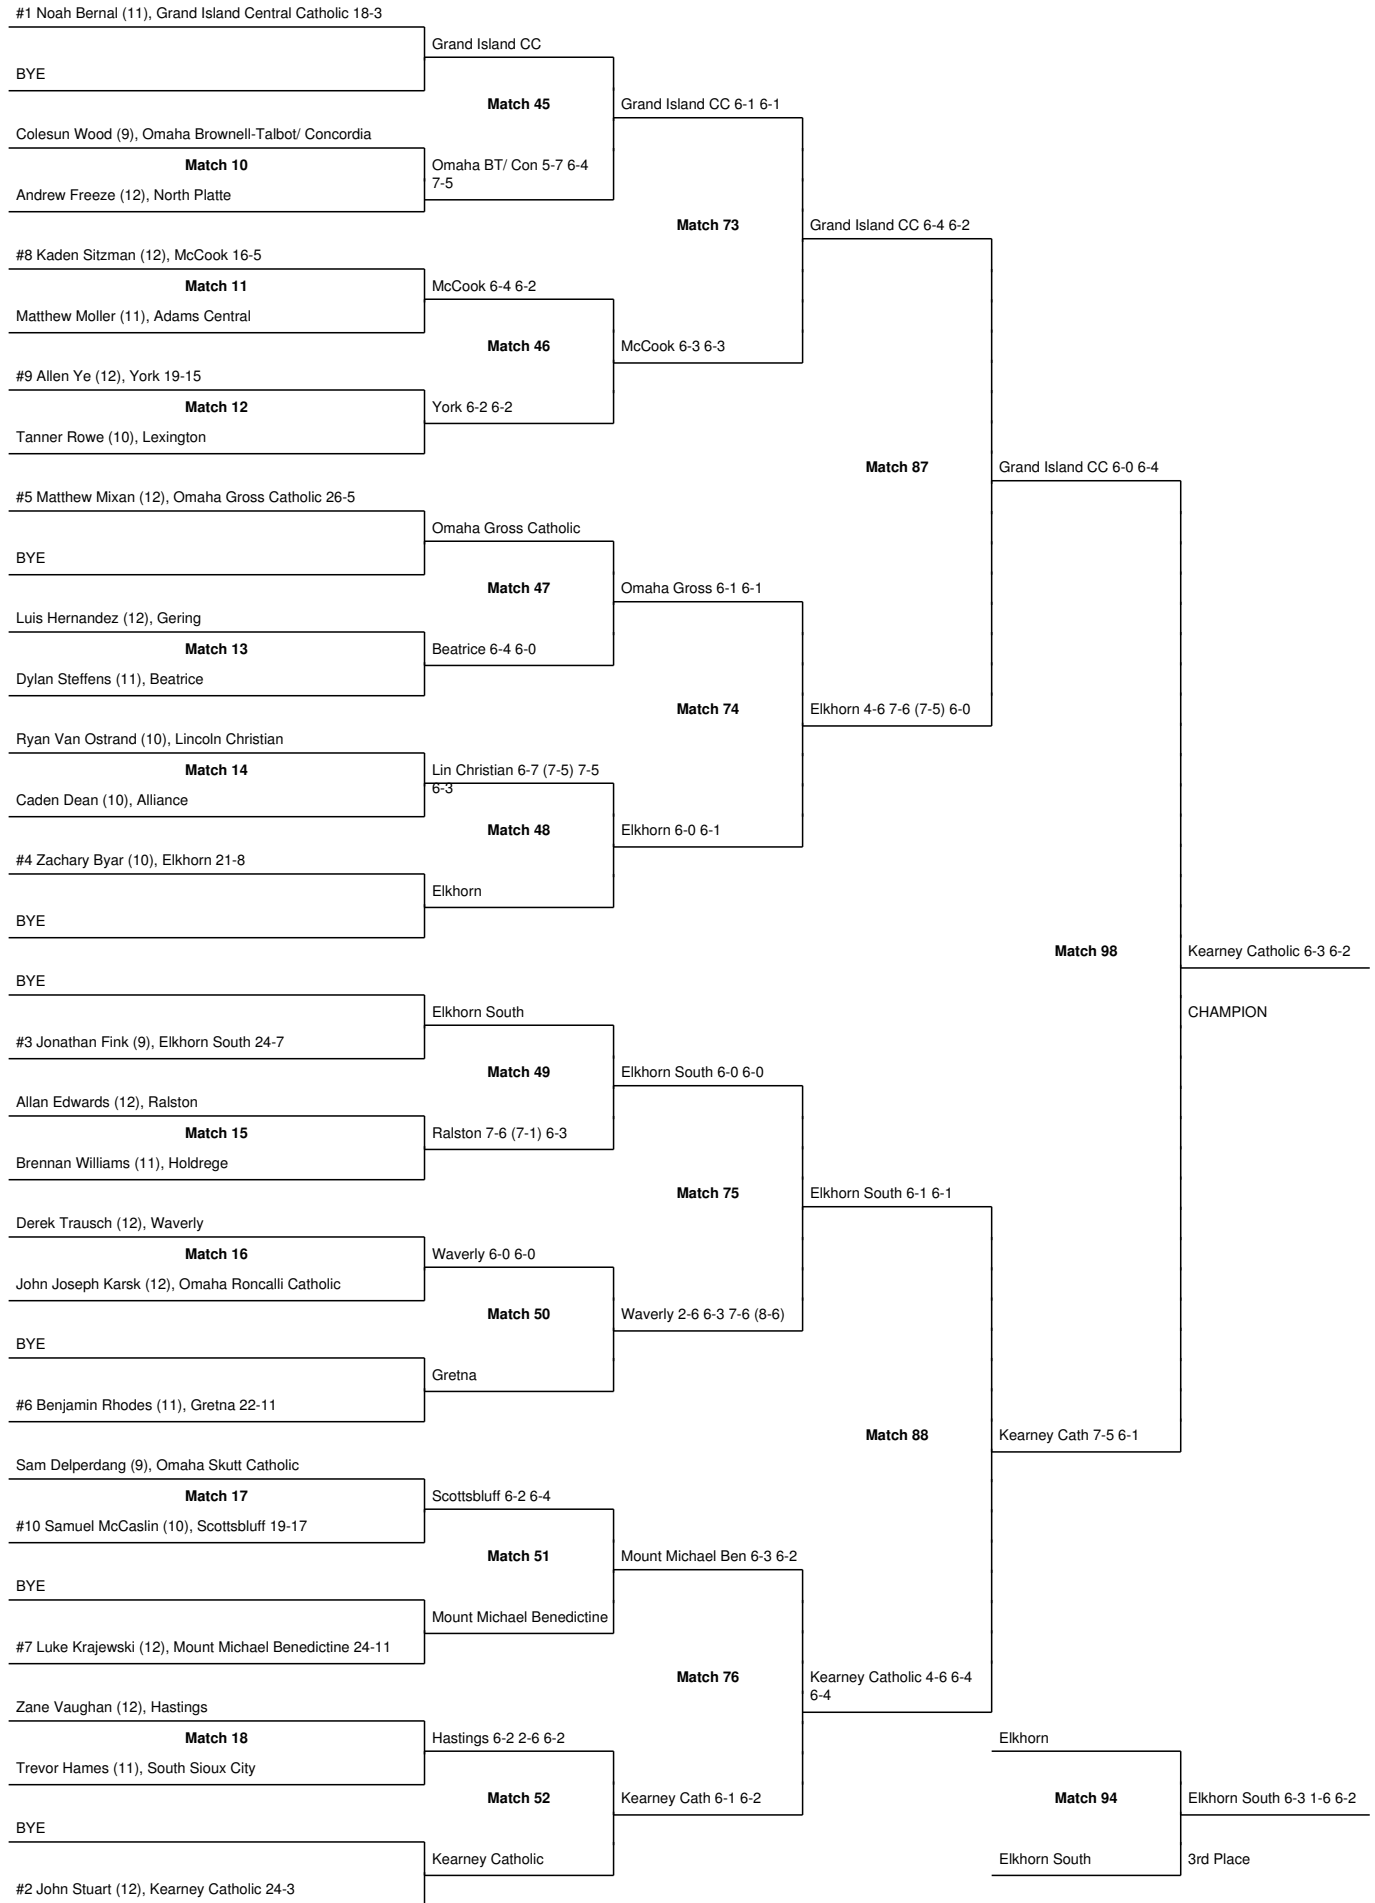 #1 Noah Bernal (11), Grand Island Central Catholic 18-3
Grand Island CC
BYE
Match 45
Grand Island CC 6-1 6-1
Colesun Wood (9), Omaha Brownell-Talbot/ Concordia
Match 10
Omaha BT/ Con 5-7 6-4
7-5
Andrew Freeze (12), North Platte
Match 73
Grand Island CC 6-4 6-2
#8 Kaden Sitzman (12), McCook 16-5
Match 11
McCook 6-4 6-2
Matthew Moller (11), Adams Central
Match 46
McCook 6-3 6-3
#9 Allen Ye (12), York 19-15
Match 12
York 6-2 6-2
Tanner Rowe (10), Lexington
Match 87
Grand Island CC 6-0 6-4
#5 Matthew Mixan (12), Omaha Gross Catholic 26-5
Omaha Gross Catholic
BYE
Match 47
Omaha Gross 6-1 6-1
Luis Hernandez (12), Gering
Match 13
Beatrice 6-4 6-0
Dylan Steffens (11), Beatrice
Match 74
Elkhorn 4-6 7-6 (7-5) 6-0
Ryan Van Ostrand (10), Lincoln Christian
Match 14
Lin Christian 6-7 (7-5) 7-5
6-3
Caden Dean (10), Alliance
Match 48
Elkhorn 6-0 6-1
#4 Zachary Byar (10), Elkhorn 21-8
Elkhorn
BYE
Match 98
Kearney Catholic 6-3 6-2
BYE
Elkhorn South
CHAMPION
#3 Jonathan Fink (9), Elkhorn South 24-7
Match 49
Elkhorn South 6-0 6-0
Allan Edwards (12), Ralston
Match 15
Ralston 7-6 (7-1) 6-3
Brennan Williams (11), Holdrege
Match 75
Elkhorn South 6-1 6-1
Derek Trausch (12), Waverly
Match 16
Waverly 6-0 6-0
John Joseph Karsk (12), Omaha Roncalli Catholic
Match 50
Waverly 2-6 6-3 7-6 (8-6)
BYE
Gretna
#6 Benjamin Rhodes (11), Gretna 22-11
Match 88
Kearney Cath 7-5 6-1
Sam Delperdang (9), Omaha Skutt Catholic
Match 17
Scottsbluff 6-2 6-4
#10 Samuel McCaslin (10), Scottsbluff 19-17
Match 51
Mount Michael Ben 6-3 6-2
BYE
Mount Michael Benedictine
#7 Luke Krajewski (12), Mount Michael Benedictine 24-11
Match 76
Kearney Catholic 4-6 6-4
6-4
Zane Vaughan (12), Hastings
Match 18
Hastings 6-2 2-6 6-2
Elkhorn
Trevor Hames (11), South Sioux City
Match 52
Kearney Cath 6-1 6-2
Match 94
Elkhorn South 6-3 1-6 6-2
BYE
Kearney Catholic
Elkhorn South
3rd Place
#2 John Stuart (12), Kearney Catholic 24-3